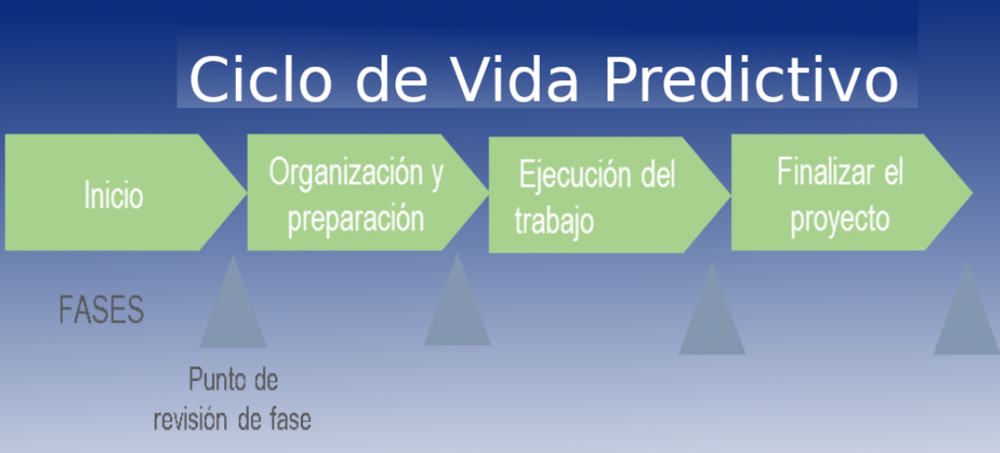 Ciclo de Vida Predictivo
Inicio
Organización y
preparación
Ejecución del
trabajo
Finalizar el
proyecto
FASES
Punto de
revisión de fase